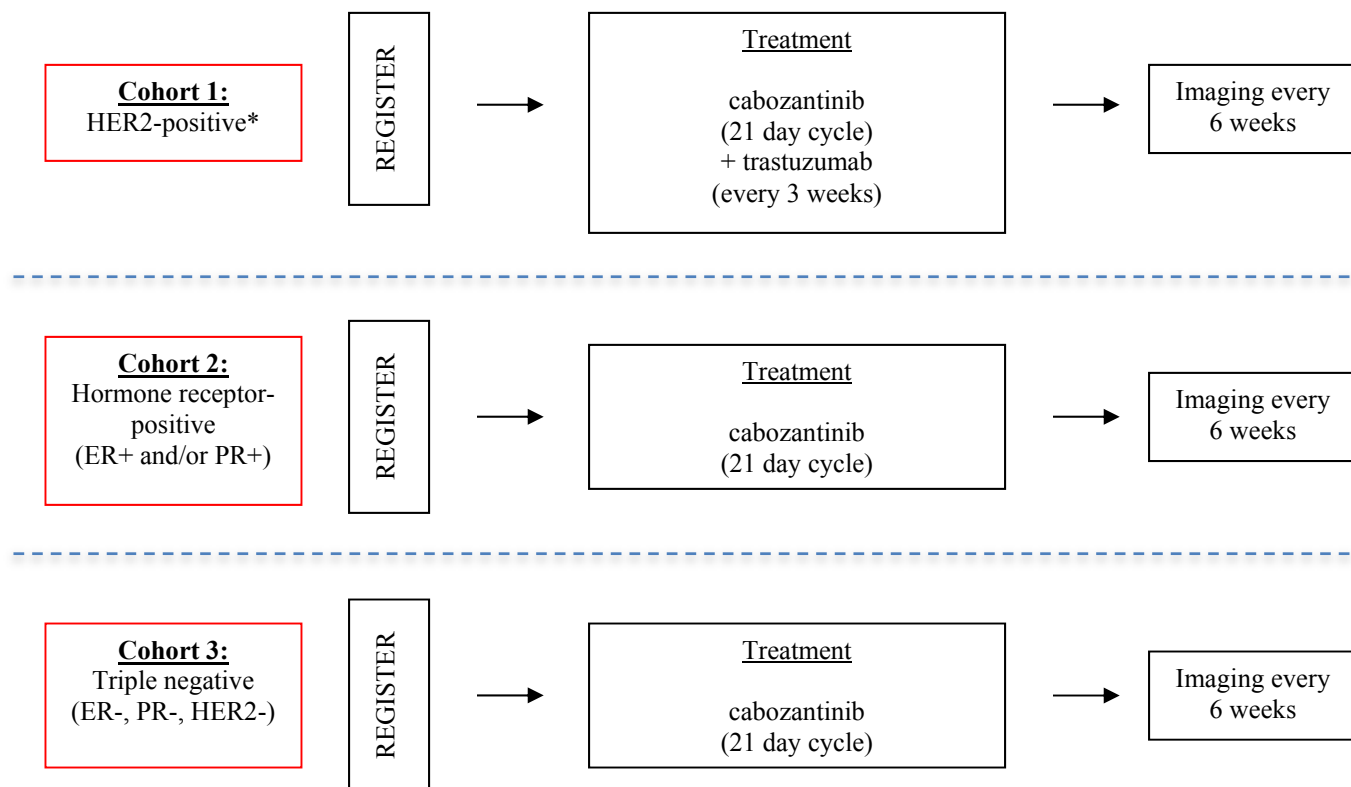 Cohort 1:
HER2-positive*
REGISTER
Treatment
cabozantinib
(21 day cycle)
+ trastuzumab
(every 3 weeks)
Imaging every
6 weeks
Cohort 2:
Hormone receptor-
positive
(ER+ and/or PR+)
REGISTER
Treatment
cabozantinib
(21 day cycle)
Imaging every
6 weeks
Cohort 3:
Triple negative
(ER-, PR-, HER2-)
REGISTER
Treatment
cabozantinib
(21 day cycle)
Imaging every
6 weeks